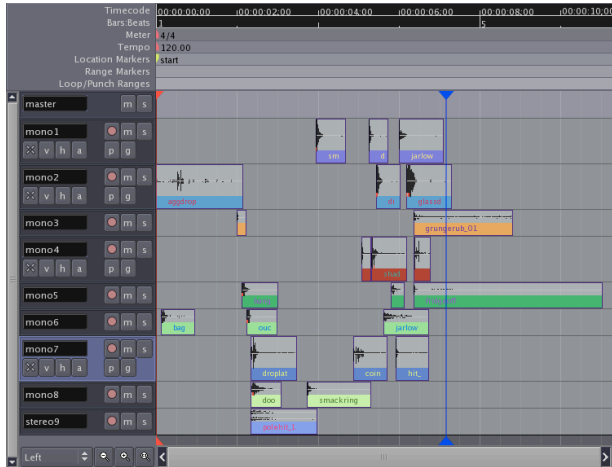 Timecode 00:00:00;00 00:00:02;00 00:00:04;00 00:00:06;00 00:00:08;00 00:00:10;00
Bars:Beats 1 5
Meter 4/4
Tempo 120.00
Location Markers start
Range Markers
Loop/Punch Ranges
master m s
mono1 m s
v h a p g
sm d jarlow
mono2 m s
v h a p g
aggdrop di glassd
mono3 m s
grungerub_01
mono4 m s
v h a p g
shad
mono5 m s
mono6 m s
bag ouc jarlow
mono7 m s
v h a p g
droplat coin hit_
mono8 m s
doo smackring
stereo9 m s
polehit_1
Left